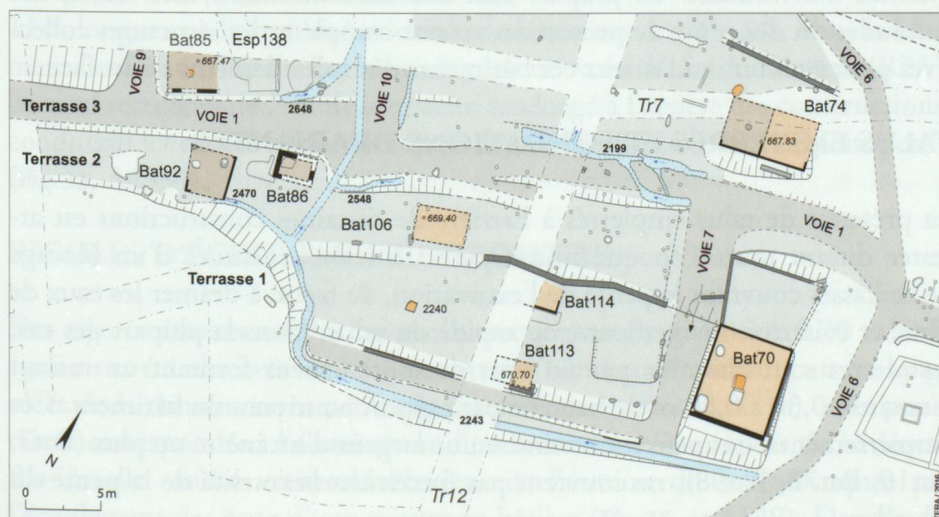 Bat85
Esp138
667.47
VOIE 9
VOIE 10
VOIE 6
Terrasse 3
VOIE 1
2648
Tr7
Bat74
2199
667.83
Terrasse 2
Bat92
2470
Bat86
2548
Bat106
669.40
VOIE 7
VOIE 1
Terrasse 1
2240
Bat114
Bat113
670.70
Bat70
VOIE 6
2243
N
0
5 m
Tr12